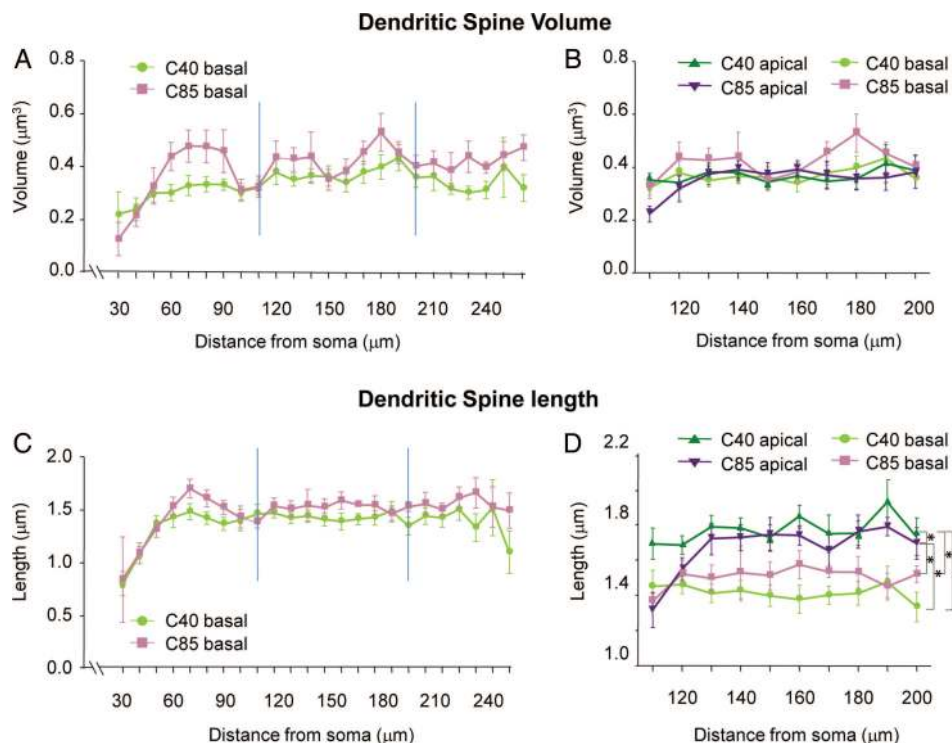 Dendritic Spine Volume
A
C40 basal
C85 basal
Volume (μm³)
0.8
0.6
0.4
0.2
0.0
30 60 90 120 150 180 210 240
Distance from soma (μm)
B
C40 apical C40 basal
C85 apical C85 basal
Volume (μm³)
0.8
0.6
0.4
0.2
0.0
120 140 160 180 200
Distance from soma (μm)
Dendritic Spine length
C
Length (μm)
2.0
1.5
1.0
0.5
0.0
C40 basal
C85 basal
30 60 90 120 150 180 210 240
Distance from soma (μm)
D
C40 apical C40 basal
C85 apical C85 basal
Length (μm)
2.2
1.8
1.4
1.0
* * * *
120 140 160 180 200
Distance from soma (μm)